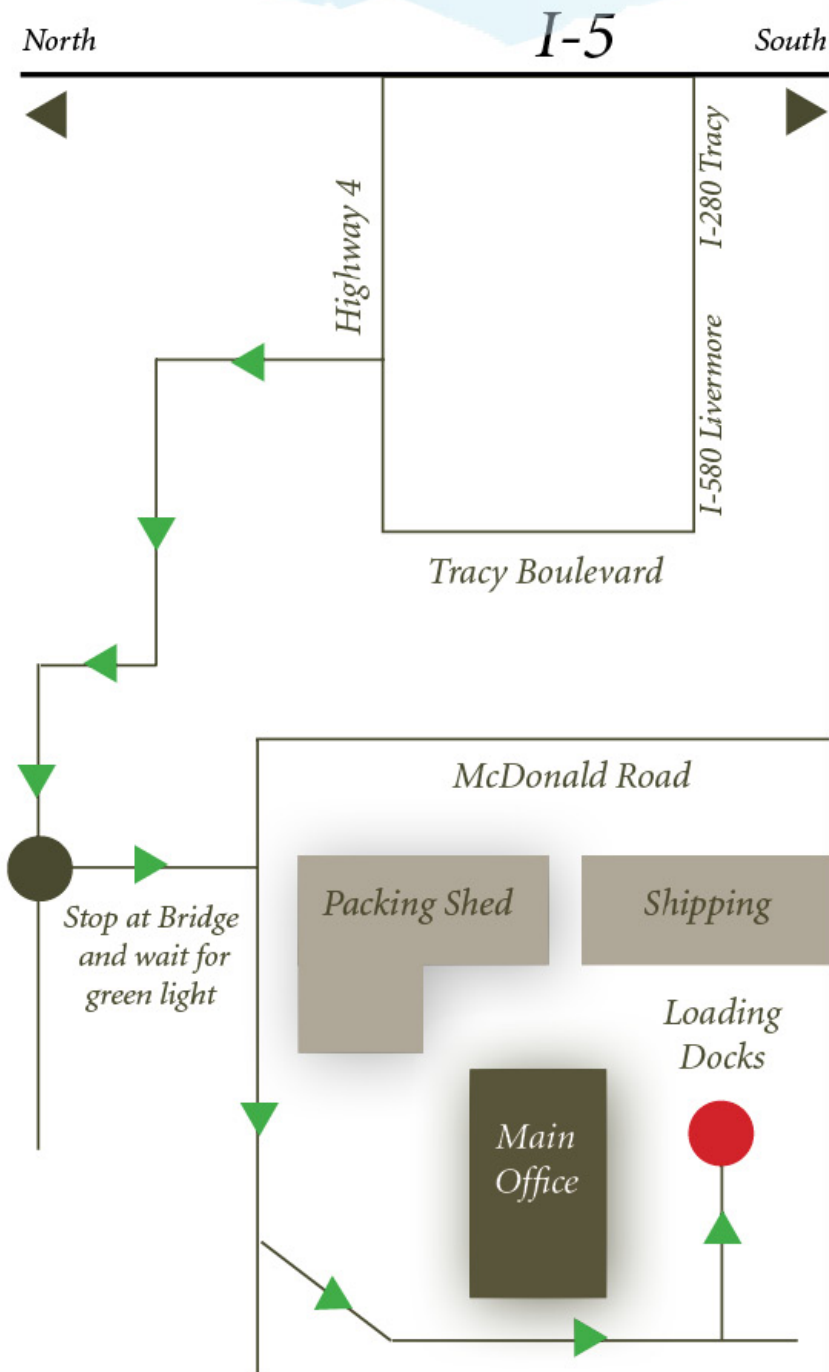 North
I-5
South
Highway 4
I-280 Tracy
I-580 Livermore
Tracy Boulevard
McDonald Road
Packing Shed
Shipping
Stop at Bridge
and wait for
green light
Loading
Docks
Main
Office